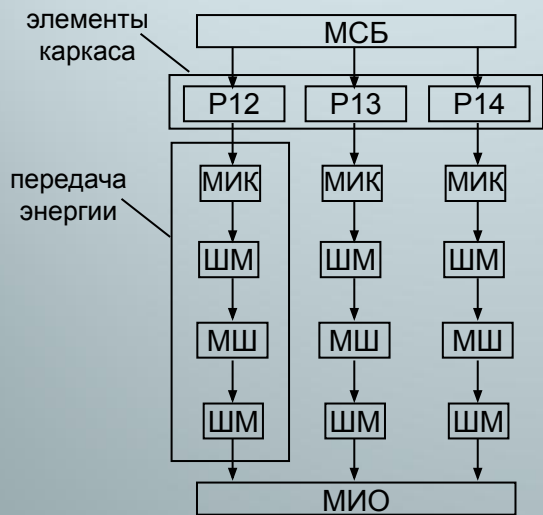 элементы
каркаса
МСБ
Р12 Р13 Р14
передача
энергии
МИК МИК МИК
ШМ ШМ ШМ
МШ МШ МШ
ШМ ШМ ШМ
МИО